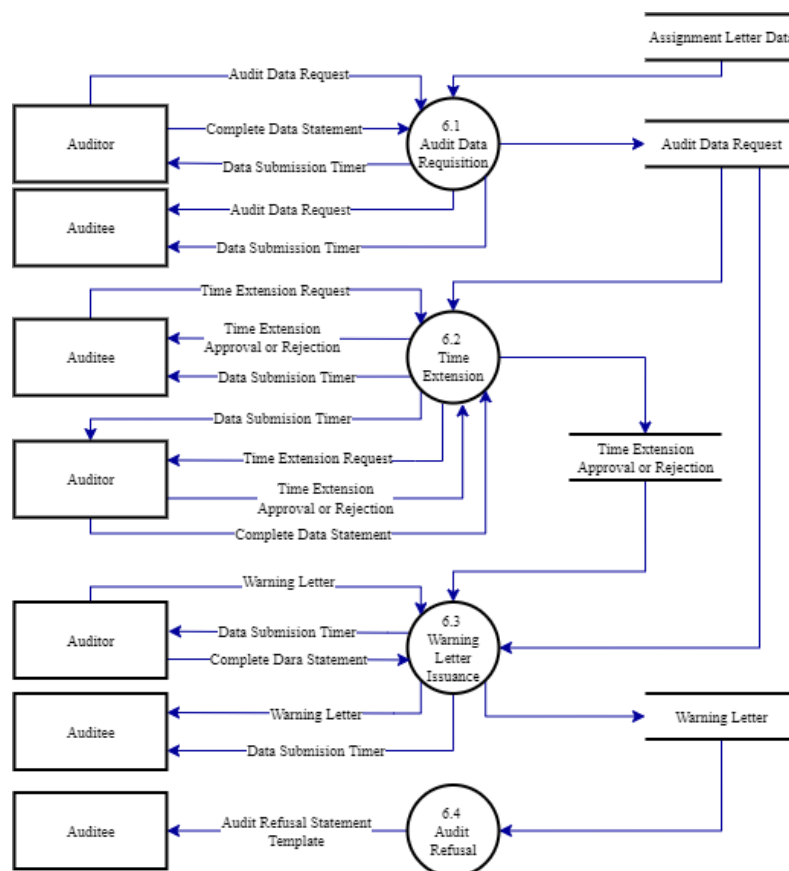 Assignment Letter Data
Audit Data Request
Auditor
Complete Data Statement
6.1
Audit Data
Requisition
Audit Data Request
Data Submission Timer
Auditee
Audit Data Request
Data Submission Timer
Time Extension Request
Auditee
Time Extension
Approval or Rejection
6.2
Time
Extension
Data Submision Timer
Data Submision Timer
Auditor
Time Extension Request
Time Extension
Approval or Rejection
Time Extension
Approval or Rejection
Complete Data Statement
Warning Letter
Auditor
Data Submision Timer
6.3
Warning
Letter
Issuance
Complete Dara Statement
Auditee
Warning Letter
Warning Letter
Data Submision Timer
Auditee
Audit Refusal Statement
Template
6.4
Audit
Refusal